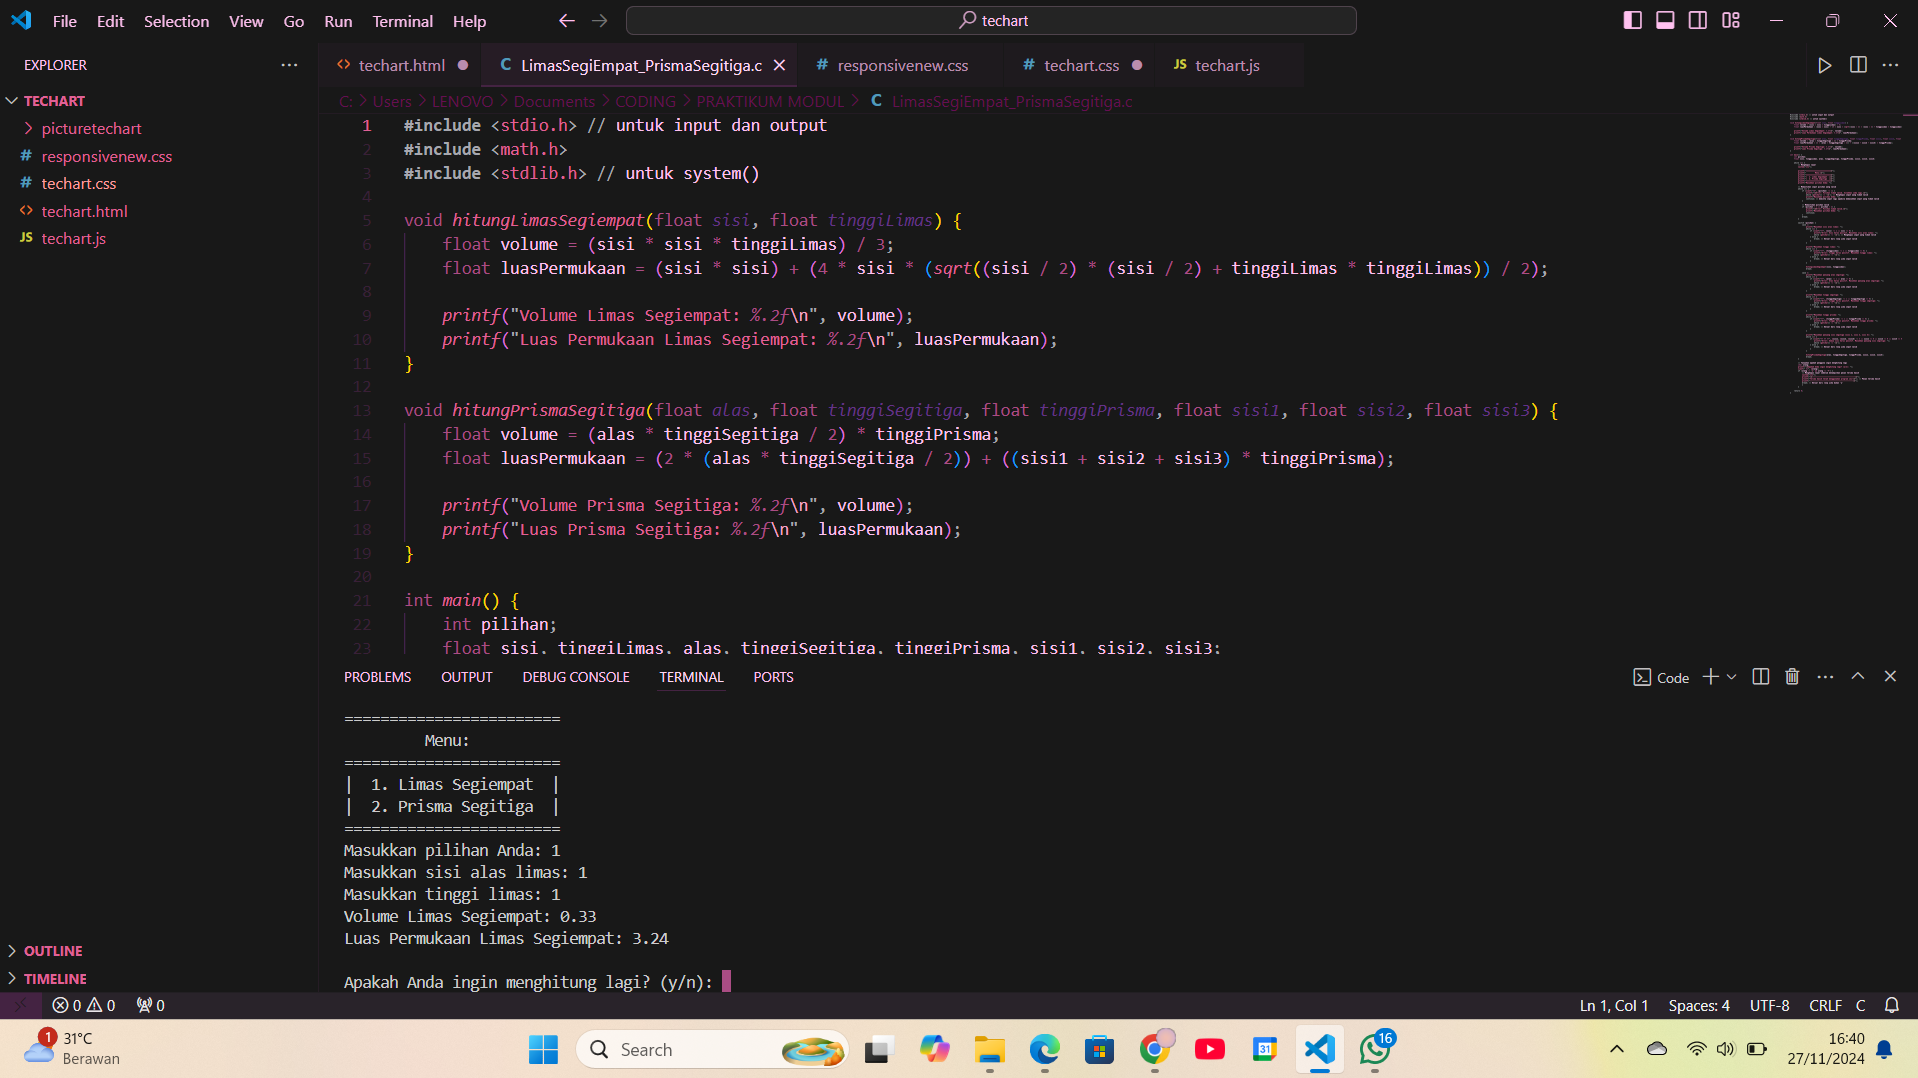 File Edit Selection View Go Run Terminal Help
techart
EXPLORER
techart.html
LimasSegiEmpat_PrismaSegitiga.c
responsivenew.css
techart.css
JS techart.js
C: > Users > LENOVO > Documents > CODING > PRAKTIKUM MODUL > C LimasSegiEmpat_PrismaSegitiga.c
TECHART
picturetechart
# responsivenew.css
# techart.css
<> techart.html
JS techart.js
OUTLINE
TIMELINE
1 #include <stdio.h> // untuk input dan output
2 #include <math.h>
3 #include <stdlib.h> // untuk system()
4
5 void hitungLimasSegiempat(float sisi, float tinggiLimas) {
6 float volume = (sisi * sisi * tinggiLimas) / 3;
7 float luasPermukaan = (sisi * sisi) + (4 * sisi * (sqrt((sisi / 2) * (sisi / 2) + tinggiLimas * tinggiLimas)) / 2);
8
9 printf("Volume Limas Segiempat: %.2f\n", volume);
10 printf("Luas Permukaan Limas Segiempat: %.2f\n", luasPermukaan);
11 }
12
13 void hitungPrismaSegitiga(float alas, float tinggiSegitiga, float tinggiPrisma, float sisi1, float sisi2, float sisi3) {
14 float volume = (alas * tinggiSegitiga / 2) * tinggiPrisma;
15 float luasPermukaan = (2 * (alas * tinggiSegitiga / 2)) + ((sisi1 + sisi2 + sisi3) * tinggiPrisma);
16
17 printf("Volume Prisma Segitiga: %.2f\n", volume);
18 printf("Luas Prisma Segitiga: %.2f\n", luasPermukaan);
19 }
20
21 int main() {
22 int pilihan;
23 float sisi, tinggiLimas, alas, tinggiSegitiga, tinggiPrisma, sisi1, sisi2, sisi3;
PROBLEMS OUTPUT DEBUG CONSOLE TERMINAL PORTS
Code
========================
Menu:
========================
| 1. Limas Segiempat |
| 2. Prisma Segitiga |
========================
Masukkan pilihan Anda: 1
Masukkan sisi alas limas: 1
Masukkan tinggi limas: 1
Volume Limas Segiempat: 0.33
Luas Permukaan Limas Segiempat: 3.24
Apakah Anda ingin menghitung lagi? (y/n):
0 0 0
Ln 1, Col 1 Spaces: 4 UTF-8 CRLF C
1 31°C
Berawan
Search
31
16
16:40
27/11/2024